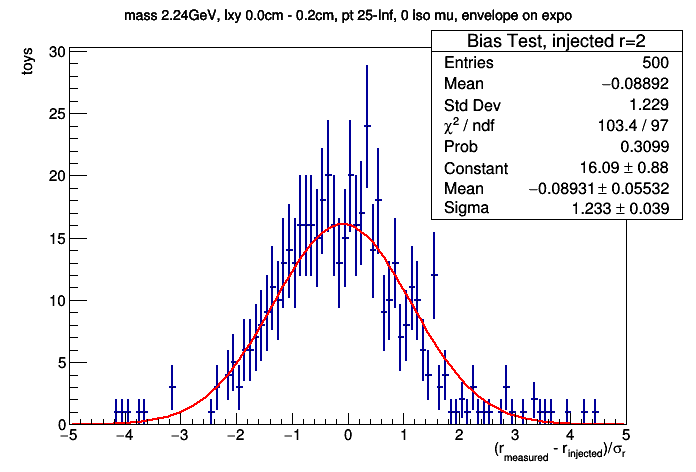 mass 2.24GeV, lxy 0.0cm - 0.2cm, pt 25-Inf, 0 Iso mu, envelope on expo
Bias Test, injected r=2
Entries 500
Mean −0.08892
Std Dev 1.229
χ² / ndf 103.4 / 97
Prob 0.3099
Constant 16.09 ± 0.88
Mean −0.08931 ± 0.05532
Sigma 1.233 ± 0.039
toys
30
25
20
15
10
5
0
−5 −4 −3 −2 −1 0 1 2 3 4 5
(r_measured - r_injected)/σ_r